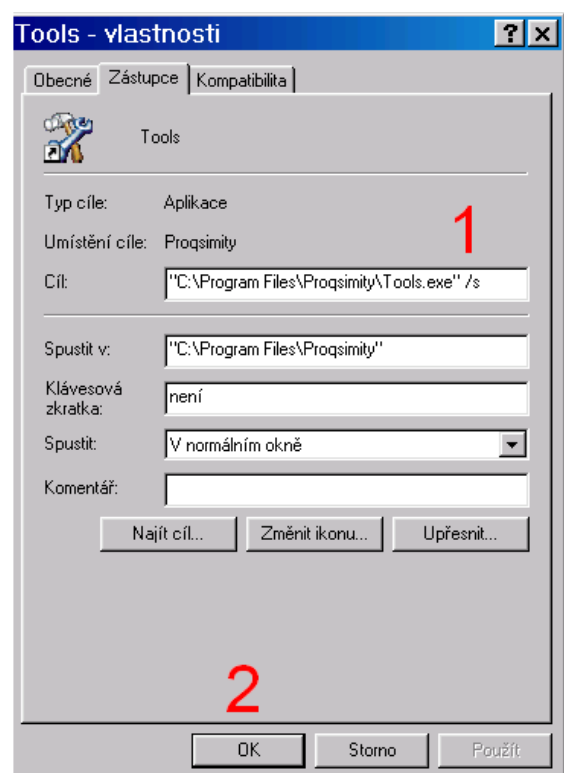 Tools - vlastnosti
Obecné Zástupce Kompatibilita
Tools
Typ cíle: Aplikace
1
Umístění cíle: Proqsimity
Cíl: "C:\Program Files\Proqsimity\Tools.exe" /s
Spustit v: "C:\Program Files\Proqsimity"
Klávesová
zkratka: není
Spustit: V normálním okně
Komentář:
Najít cíl... Změnit ikonu... Upřesnit...
2
OK Storno Použít